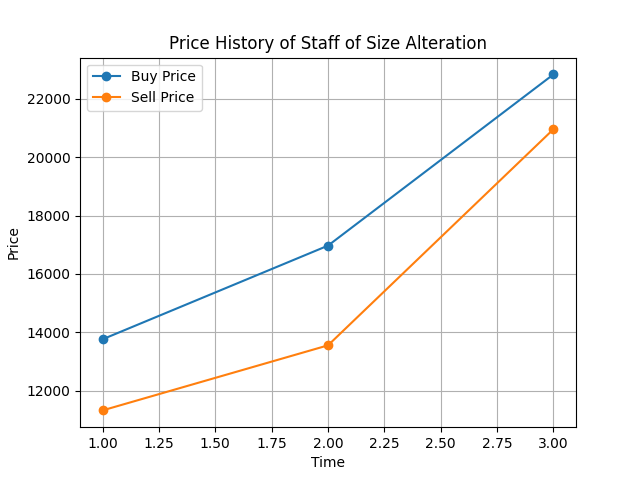 Price History of Staff of Size Alteration
Buy Price
Sell Price
Price
22000
20000
18000
16000
14000
12000
1.00 1.25 1.50 1.75 2.00 2.25 2.50 2.75 3.00
Time